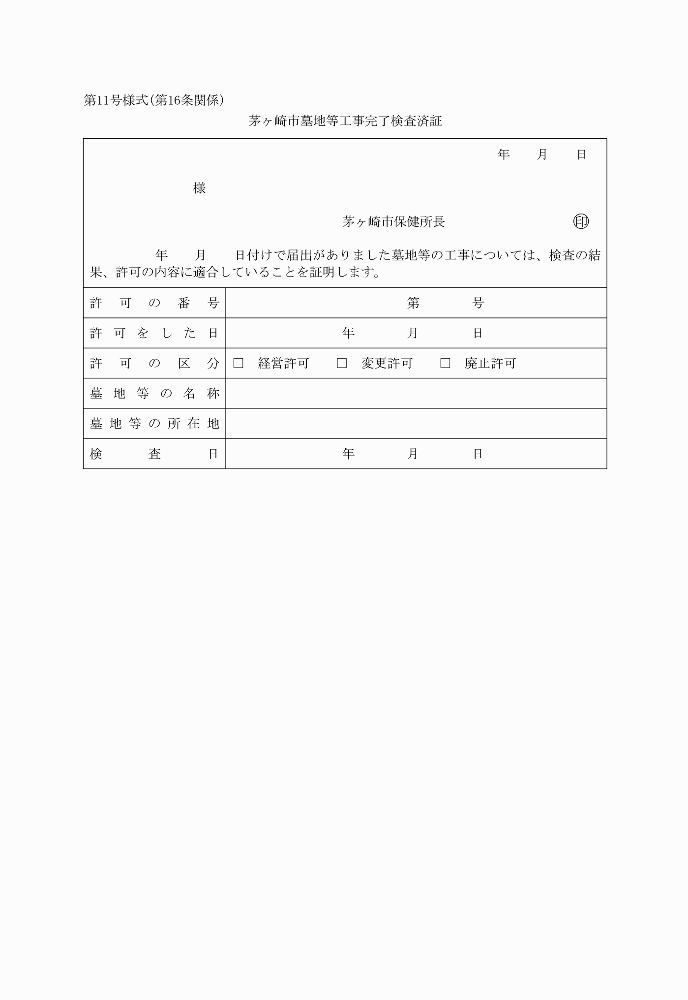 第11号様式(第16条関係)
茅ヶ崎市墓地等工事完了検査済証
年　月　日
様
茅ヶ崎市保健所長　㊞
年　月　日付けで届出がありました墓地等の工事については、検査の結
果、許可の内容に適合していることを証明します。
許可の番号　第　号
許可をした日　年　月　日
許可の区分　□　経営許可　□　変更許可　□　廃止許可
墓地等の名称
墓地等の所在地
検査日　年　月　日